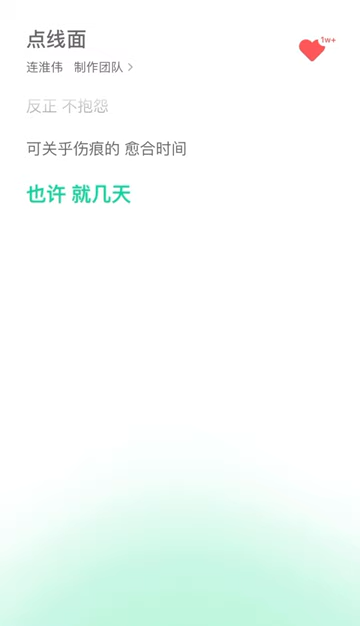 点线面
1w+
连淮伟 制作团队 >
反正 不抱怨
可关乎伤痕的 愈合时间
也许 就几天